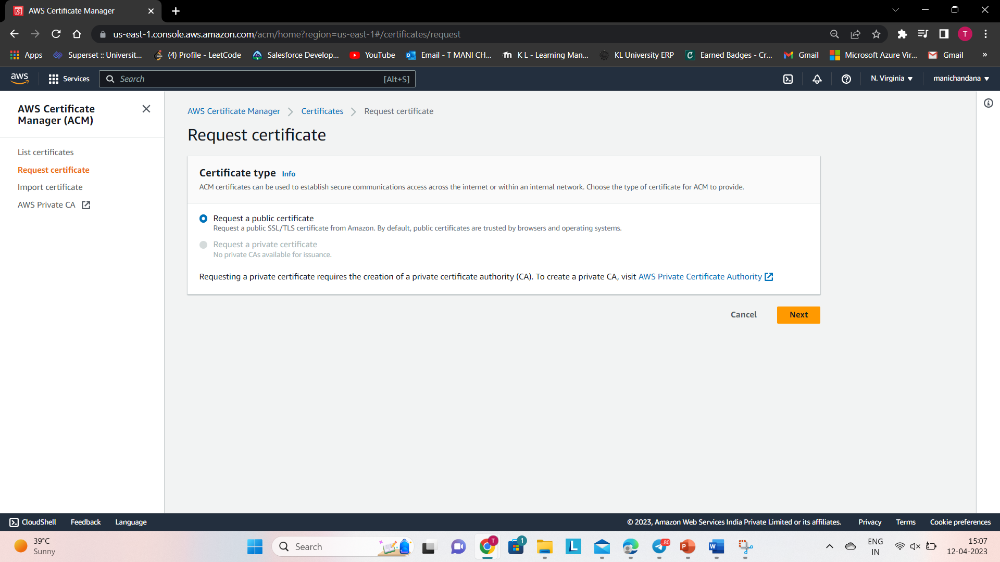 AWS Certificate Manager
us-east-1.console.aws.amazon.com/acm/home?region=us-east-1#/certificates/request
T
Apps
Superset :: Universit...
(4) Profile - LeetCode
Salesforce Develop...
YouTube
Email - T MANI CH...
K L - Learning Man...
KL University ERP
Earned Badges - Cr...
Gmail
Microsoft Azure Vir...
Gmail
»
aws
Services
Search
[Alt+S]
N. Virginia
manichandana
AWS Certificate
Manager (ACM)
List certificates
Request certificate
Import certificate
AWS Private CA
AWS Certificate Manager
Certificates
Request certificate
Request certificate
Certificate type Info
ACM certificates can be used to establish secure communications access across the internet or within an internal network. Choose the type of certificate for ACM to provide.
Request a public certificate
Request a public SSL/TLS certificate from Amazon. By default, public certificates are trusted by browsers and operating systems.
Request a private certificate
No private CAs available for issuance.
Requesting a private certificate requires the creation of a private certificate authority (CA). To create a private CA, visit AWS Private Certificate Authority
Cancel
Next
CloudShell
Feedback
Language
© 2023, Amazon Web Services India Private Limited or its affiliates.
Privacy
Terms
Cookie preferences
39°C
Sunny
Search
T
1
L
..80
P
W
ENG
IN
15:07
12-04-2023